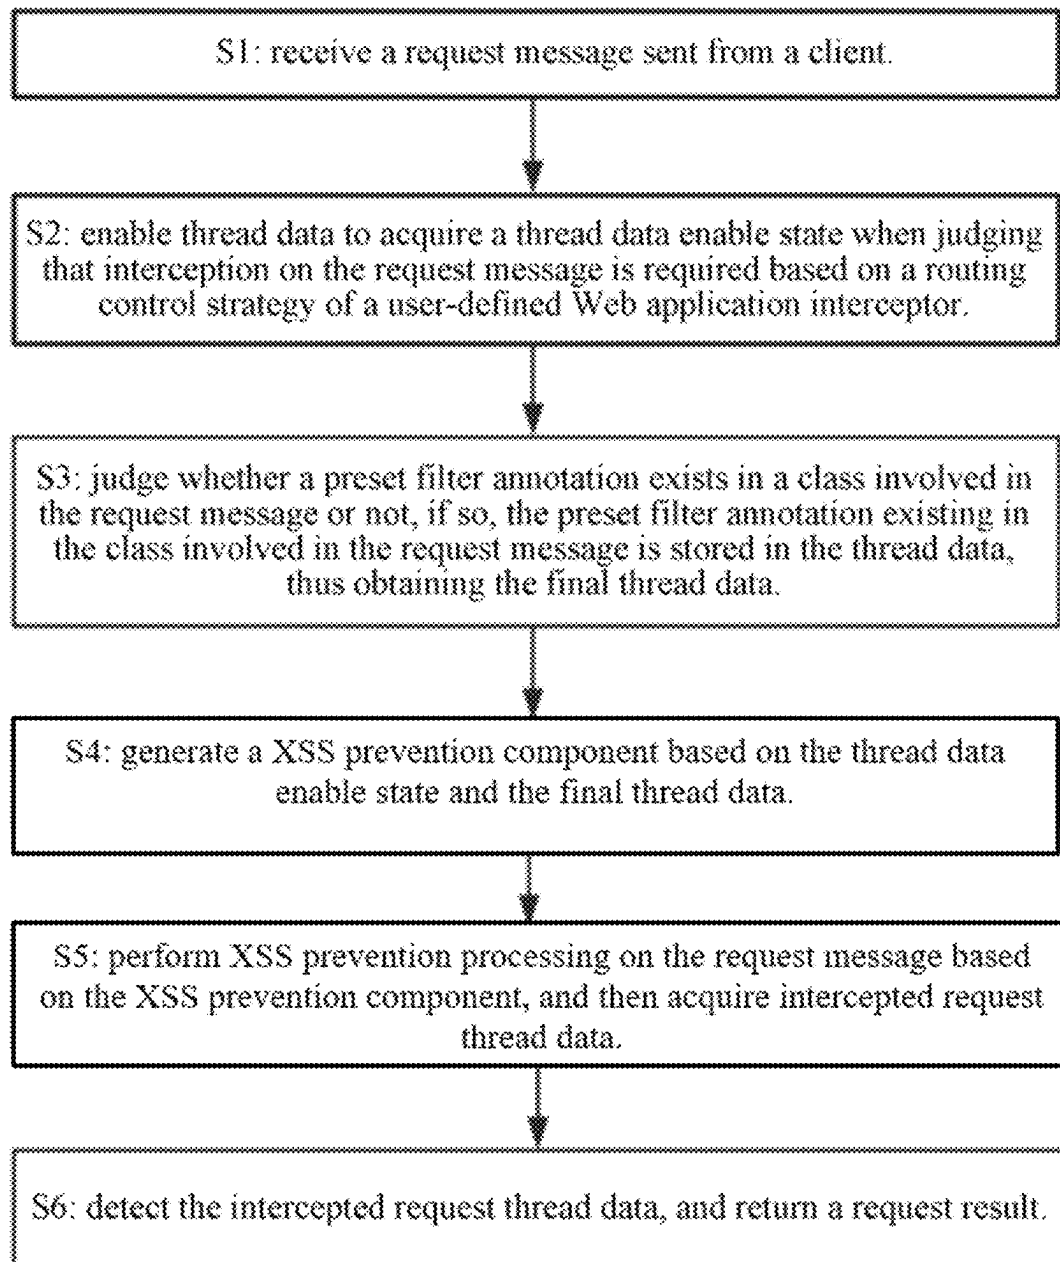 S1: receive a request message sent from a client.
S2: enable thread data to acquire a thread data enable state when judging
that interception on the request message is required based on a routing
control strategy of a user-defined Web application interceptor.
S3: judge whether a preset filter annotation exists in a class involved in
the request message or not, if so, the preset filter annotation existing in
the class involved in the request message is stored in the thread data,
thus obtaining the final thread data.
S4: generate a XSS prevention component based on the thread data
enable state and the final thread data.
S5: perform XSS prevention processing on the request message based
on the XSS prevention component, and then acquire intercepted request
thread data.
S6: detect the intercepted request thread data, and return a request result.